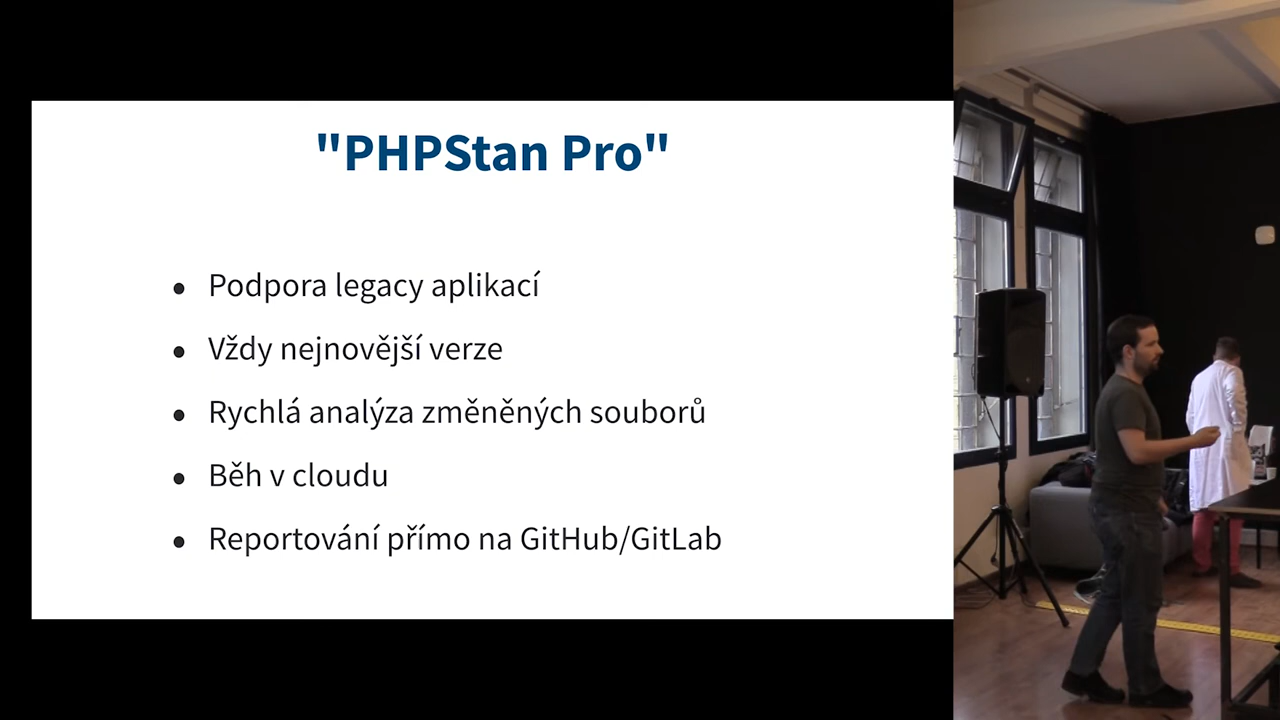 "PHPStan Pro"
• Podpora legacy aplikací
• Vždy nejnovější verze
• Rychlá analýza změněných souborů
• Běh v cloudu
• Reportování přímo na GitHub/GitLab